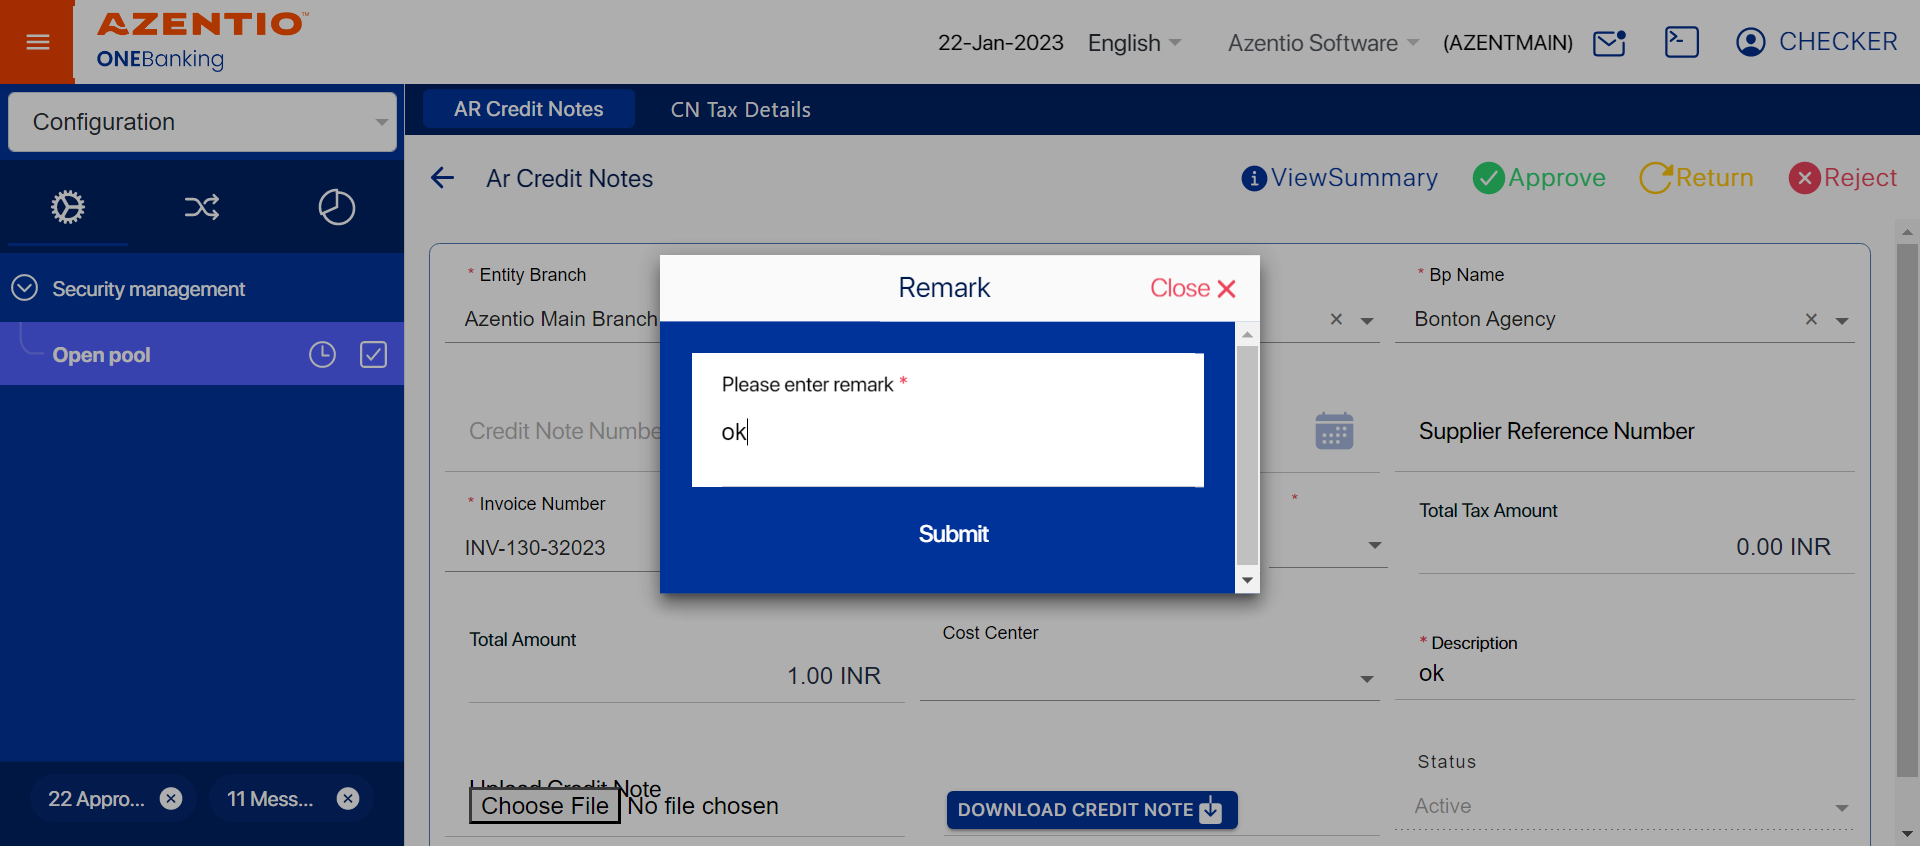 AZENTIO™
ONEBanking
22-Jan-2023
English
Azentio Software
(AZENTMAIN)
CHECKER
Configuration
AR Credit Notes
CN Tax Details
Ar Credit Notes
ViewSummary
Approve
Return
Reject
Security management
Open pool
22 Appro...
11 Mess...
* Entity Branch
Azentio Main Branch
* Bp Name
Bonton Agency
Remark
Close
Please enter remark *
ok
Submit
Credit Note Numbe
Supplier Reference Number
* Invoice Number
INV-130-32023
*
Total Tax Amount
0.00 INR
Total Amount
1.00 INR
Cost Center
* Description
ok
Upload Credit Note
Choose File No file chosen
DOWNLOAD CREDIT NOTE
Status
Active